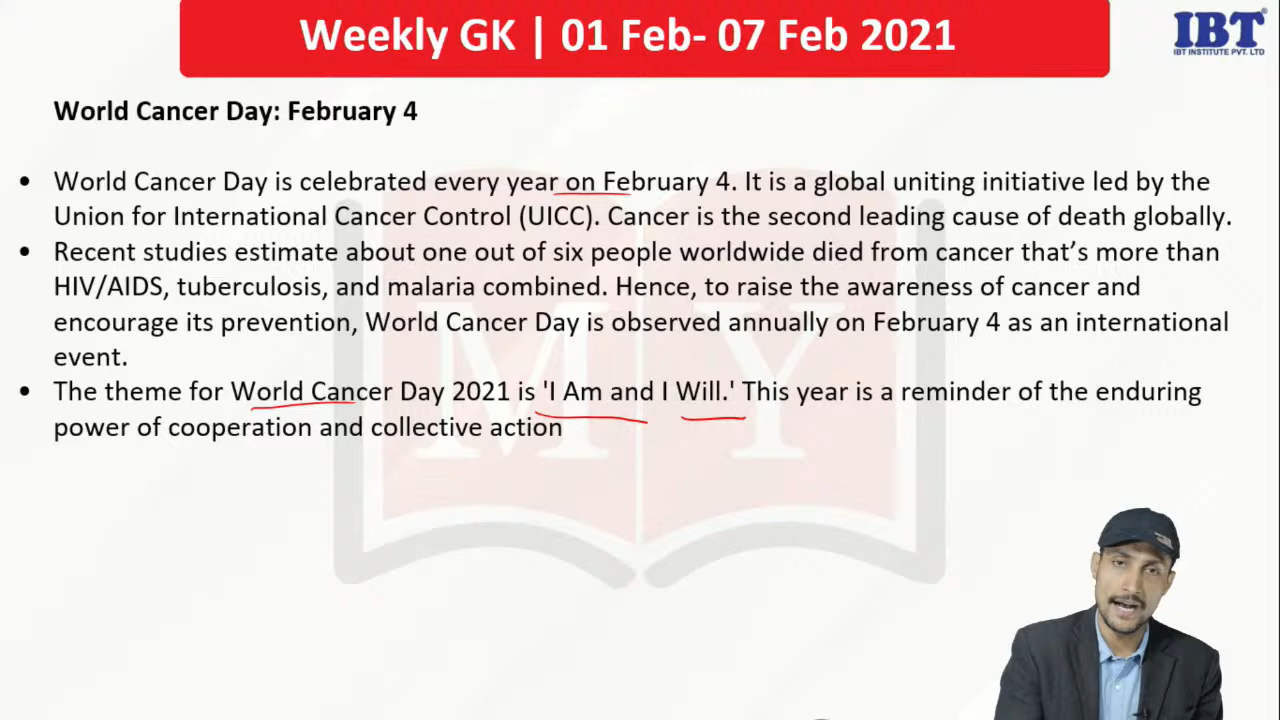 Weekly GK | 01 Feb- 07 Feb 2021
IBT
IBT INSTITUTE PVT. LTD
World Cancer Day: February 4
• World Cancer Day is celebrated every year on February 4. It is a global uniting initiative led by the
Union for International Cancer Control (UICC). Cancer is the second leading cause of death globally.
• Recent studies estimate about one out of six people worldwide died from cancer that’s more than
HIV/AIDS, tuberculosis, and malaria combined. Hence, to raise the awareness of cancer and
encourage its prevention, World Cancer Day is observed annually on February 4 as an international
event.
• The theme for World Cancer Day 2021 is 'I Am and I Will.' This year is a reminder of the enduring
power of cooperation and collective action
M Y